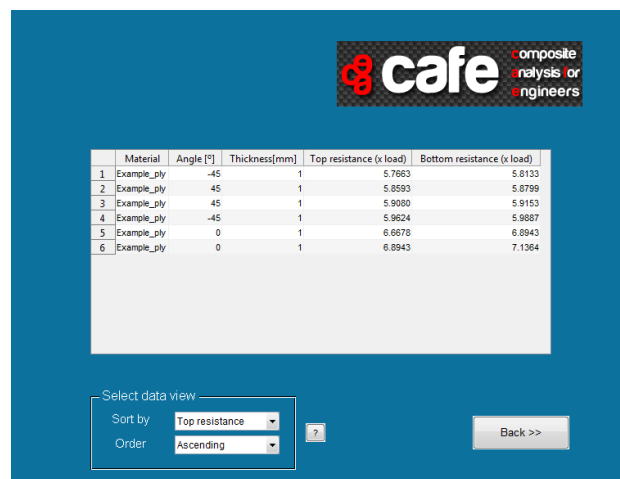 cafe composite
analysis for
engineers
Material Angle [º] Thickness[mm] Top resistance (x load) Bottom resistance (x load)
1 Example_ply -45 1 5.7663 5.8133
2 Example_ply 45 1 5.8593 5.8799
3 Example_ply 45 1 5.9080 5.9153
4 Example_ply -45 1 5.9624 5.9887
5 Example_ply 0 1 6.6678 6.8943
6 Example_ply 0 1 6.8943 7.1364
Select data view
Sort by Top resistance
Order Ascending
?
Back >>